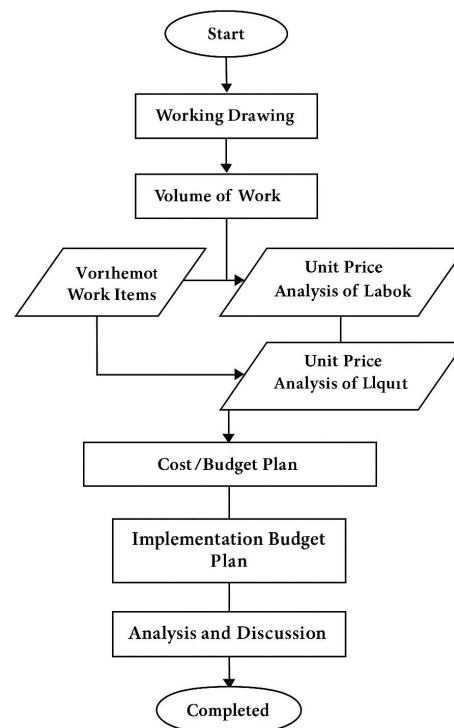 Start
Working Drawing
Volume of Work
Vor1hemot
Work Items
Unit Price
Analysis of Labok
Unit Price
Analysis of Llquıt
Cost/Budget Plan
Implementation Budget
Plan
Analysis and Discussion
Completed